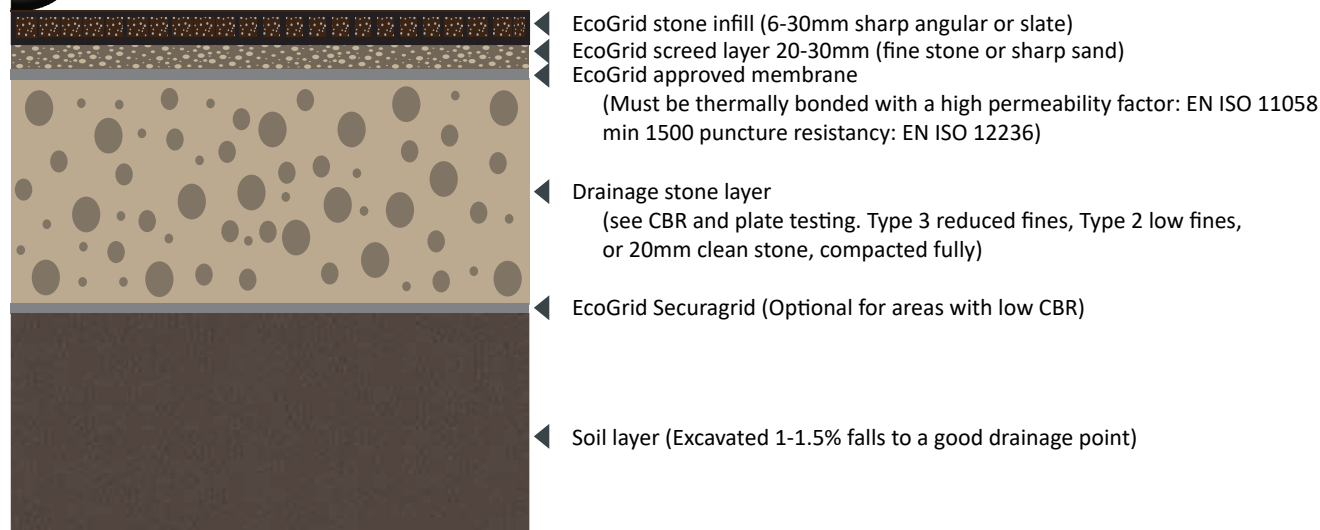 EcoGrid stone infill (6-30mm sharp angular or slate)
EcoGrid screed layer 20-30mm (fine stone or sharp sand)
EcoGrid approved membrane
(Must be thermally bonded with a high permeability factor: EN ISO 11058
min 1500 puncture resistancy: EN ISO 12236)
Drainage stone layer
(see CBR and plate testing. Type 3 reduced fines, Type 2 low fines,
or 20mm clean stone, compacted fully)
EcoGrid Securagrid (Optional for areas with low CBR)
Soil layer (Excavated 1-1.5% falls to a good drainage point)